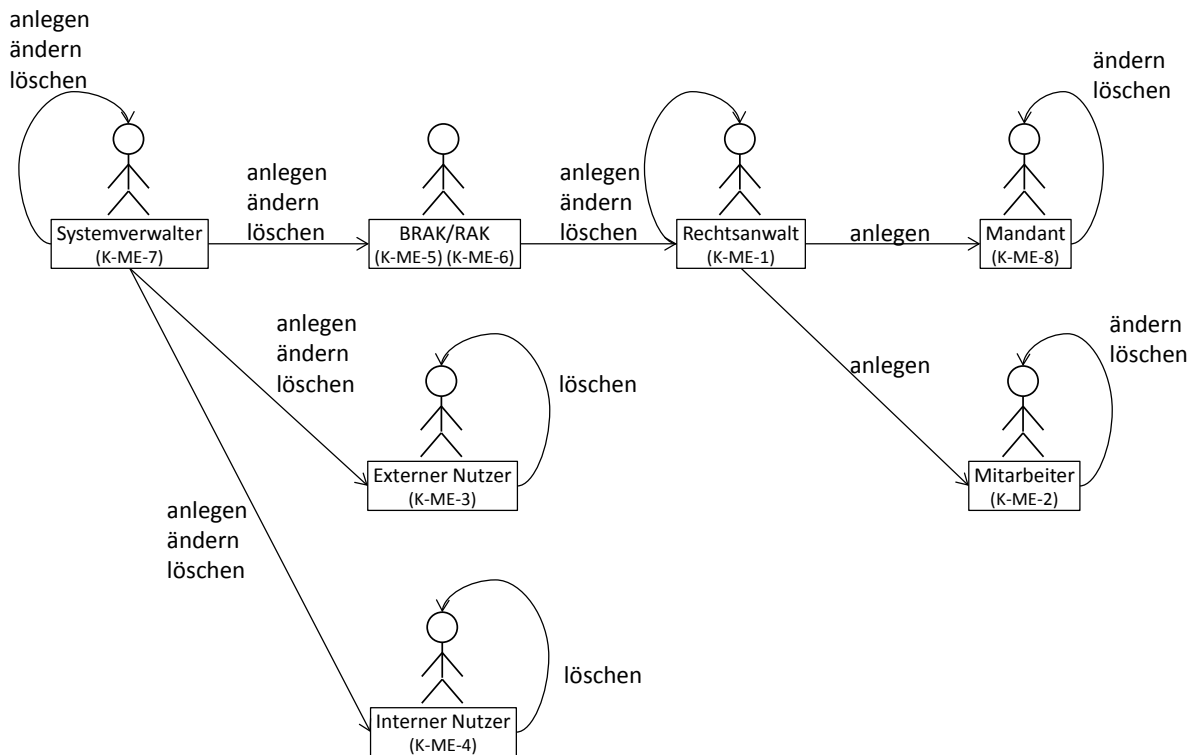 anlegen
ändern
löschen
ändern
löschen
anlegen
ändern
löschen
anlegen
ändern
löschen
Systemverwalter
(K-ME-7)
BRAK/RAK
(K-ME-5) (K-ME-6)
Rechtsanwalt
(K-ME-1)
anlegen
Mandant
(K-ME-8)
anlegen
ändern
löschen
löschen
anlegen
ändern
löschen
Externer Nutzer
(K-ME-3)
Mitarbeiter
(K-ME-2)
anlegen
ändern
löschen
löschen
Interner Nutzer
(K-ME-4)